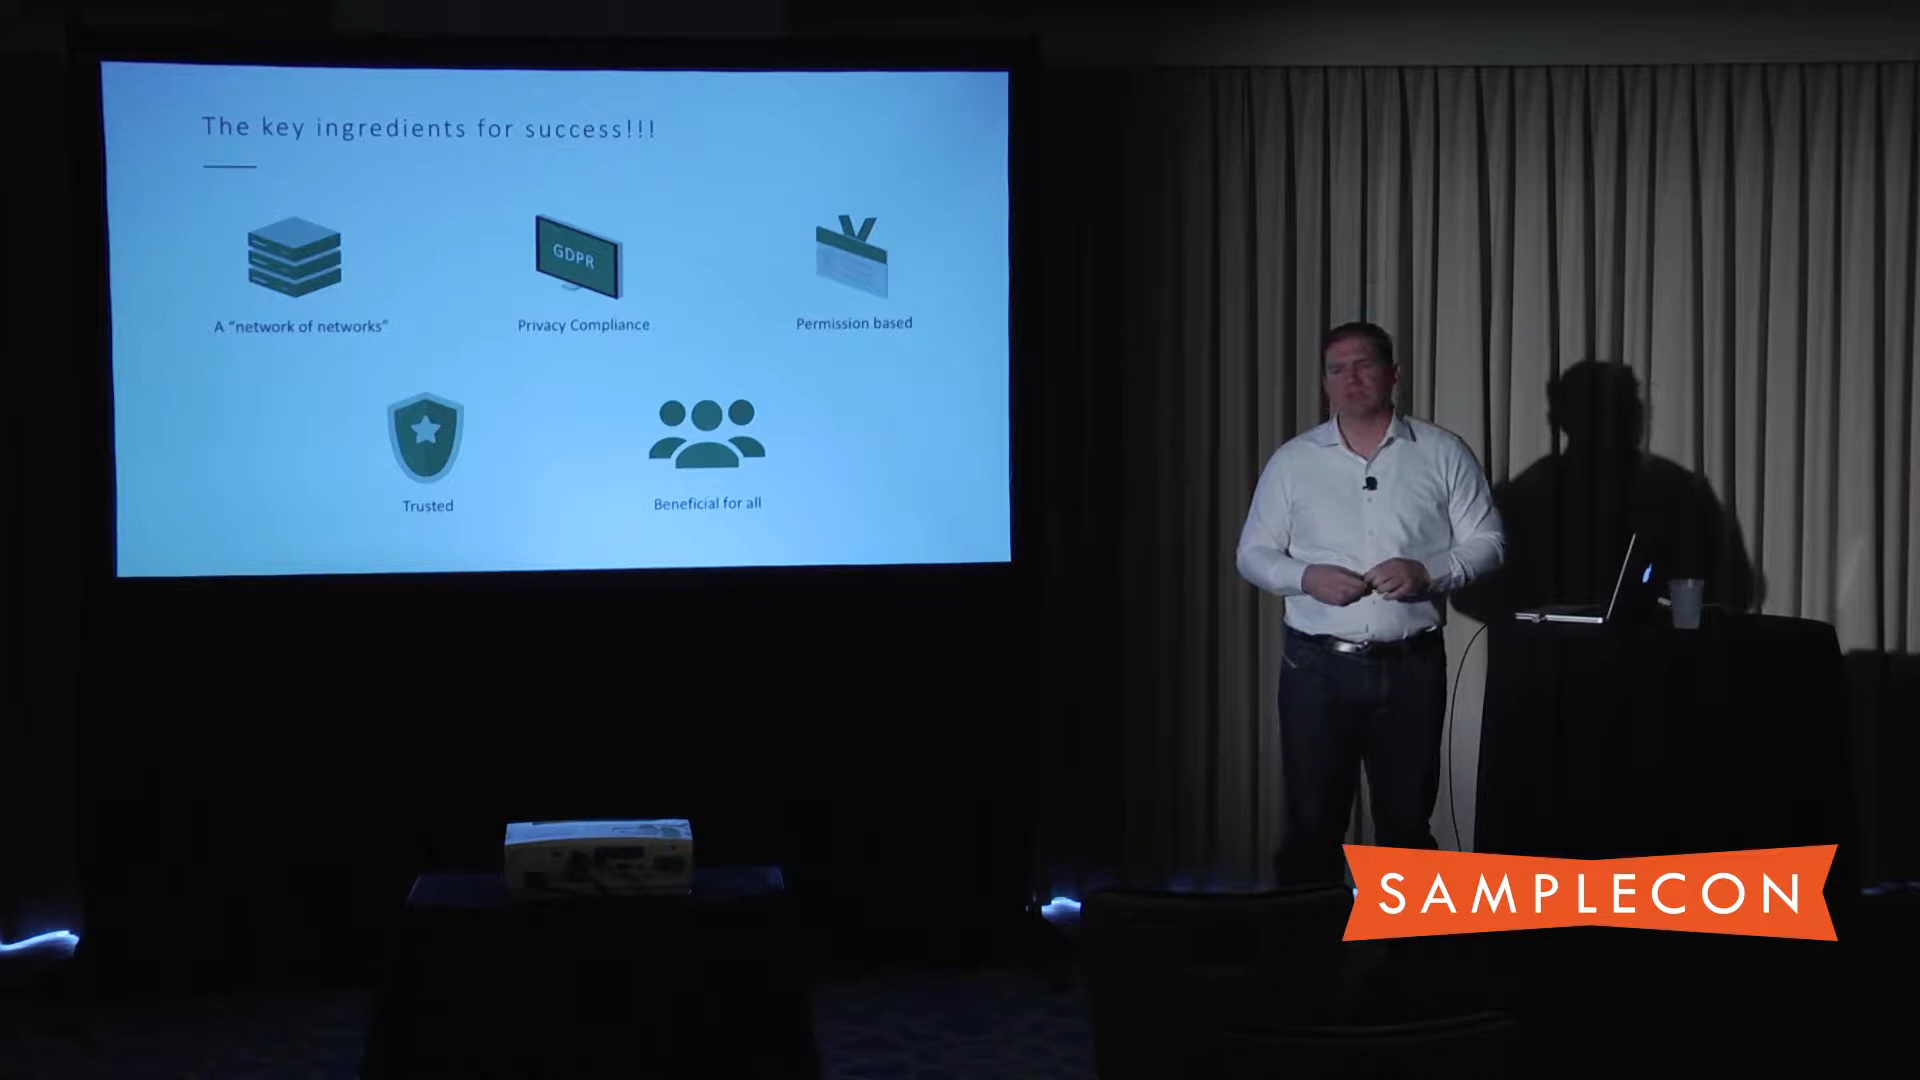 The key ingredients for success!!!
GDPR
A “network of networks”
Privacy Compliance
Permission based
Trusted
Beneficial for all
SAMPLECON